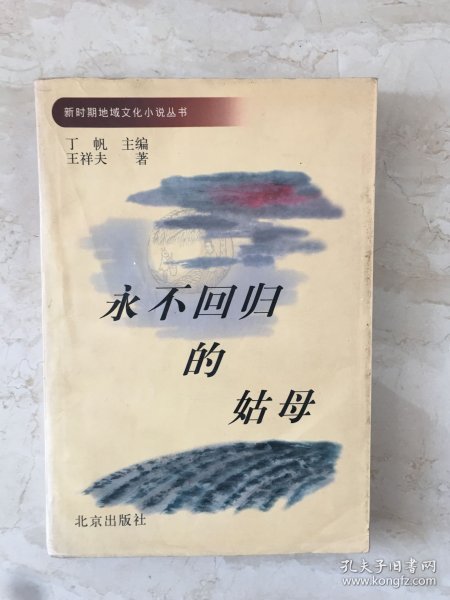 新时期地域文化小说丛书
丁 帆 主编
王祥夫 著
永不回归
的
姑母
北京出版社
孔夫子旧书网
www.kongfz.com